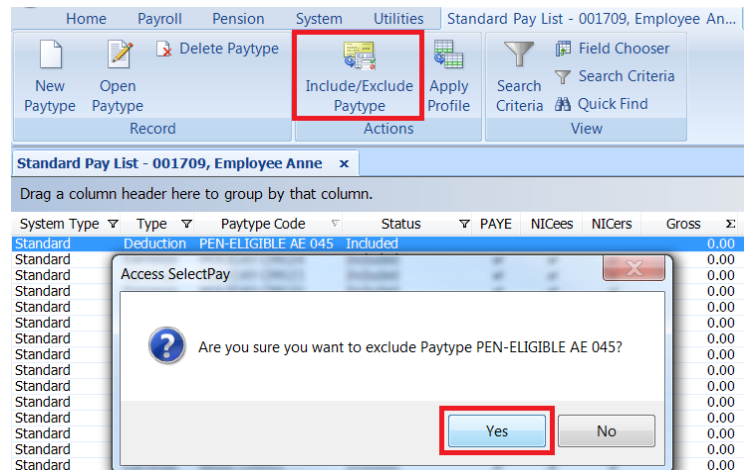 Home Payroll Pension System Utilities Standard Pay List - 001709, Employee An...
Delete Paytype
New Paytype
Open Paytype
Include/Exclude Paytype
Apply Profile
Search Criteria
Field Chooser
Search Criteria
Quick Find
Record Actions View
Standard Pay List - 001709, Employee Anne x
Drag a column header here to group by that column.
System Type Type Paytype Code Status PAYE NICees NICers Gross Σ
Standard Deduction PEN-ELIGIBLE AE 045 Included 0.00
Standard 0.00
Standard 0.00
Standard 0.00
Standard 0.00
Standard 0.00
Standard 0.00
Standard 0.00
Standard 0.00
Standard 0.00
Standard 0.00
Standard 0.00
Standard 0.00
Standard 0.00
Standard 0.00
Access SelectPay
Are you sure you want to exclude Paytype PEN-ELIGIBLE AE 045?
Yes No